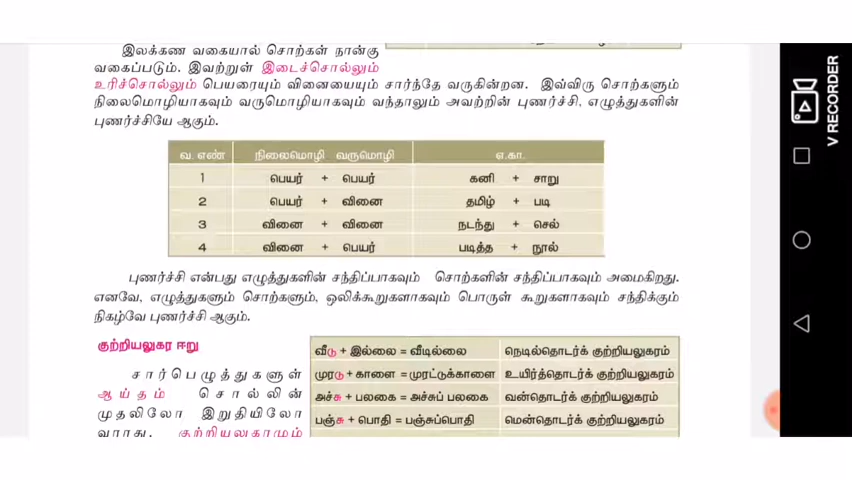 இலக்கண வகையால் சொற்கள் நான்கு
வகைப்படும். இவற்றுள் இடைச்சொல்லும்
உரிச்சொல்லும் பெயரையும் வினையையும் சார்ந்தே வருகின்றன. இவ்விரு சொற்களும்
நிலைமொழியாகவும் வருமொழியாகவும் வந்தாலும் அவற்றின் புணர்ச்சி, எழுத்துகளின்
புணர்ச்சியே ஆகும்.
வ. எண் நிலைமொழி வருமொழி எ.கா.
1 பெயர் + பெயர் கனி + சாறு
2 பெயர் + வினை தமிழ் + படி
3 வினை + வினை நடந்து + செல்
4 வினை + பெயர் படித்த + நூல்
புணர்ச்சி என்பது எழுத்துகளின் சந்திப்பாகவும் சொற்களின் சந்திப்பாகவும் அமைகிறது.
எனவே, எழுத்துகளும் சொற்களும், ஒலிக்கூறுகளாகவும் பொருள் கூறுகளாகவும் சந்திக்கும்
நிகழ்வே புணர்ச்சி ஆகும்.
குற்றியலுகர ஈறு
சார்பெழுத்துகளுள்
ஆய்தம் சொல்லின்
முதலிலோ இறுதியிலோ
வாராது. குற்றியலுகரமும்
வீடு + இல்லை = வீடில்லை நெடில்தொடர்க் குற்றியலுகரம்
முரடு + காளை = முரட்டுக்காளை உயிர்த்தொடர்க் குற்றியலுகரம்
அச்சு + பலகை = அச்சுப் பலகை வன்தொடர்க் குற்றியலுகரம்
பஞ்சு + பொதி = பஞ்சுப்பொதி மென்தொடர்க் குற்றியலுகரம்
V RECORDER